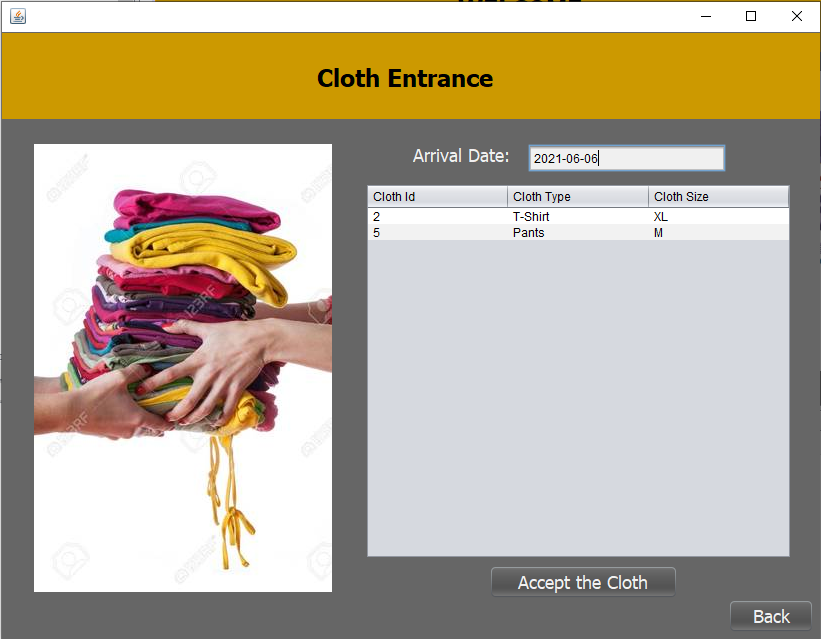 Cloth Entrance
Arrival Date: 2021-06-06
Cloth Id Cloth Type Cloth Size
2 T-Shirt XL
5 Pants M
123RF
Accept the Cloth
Back